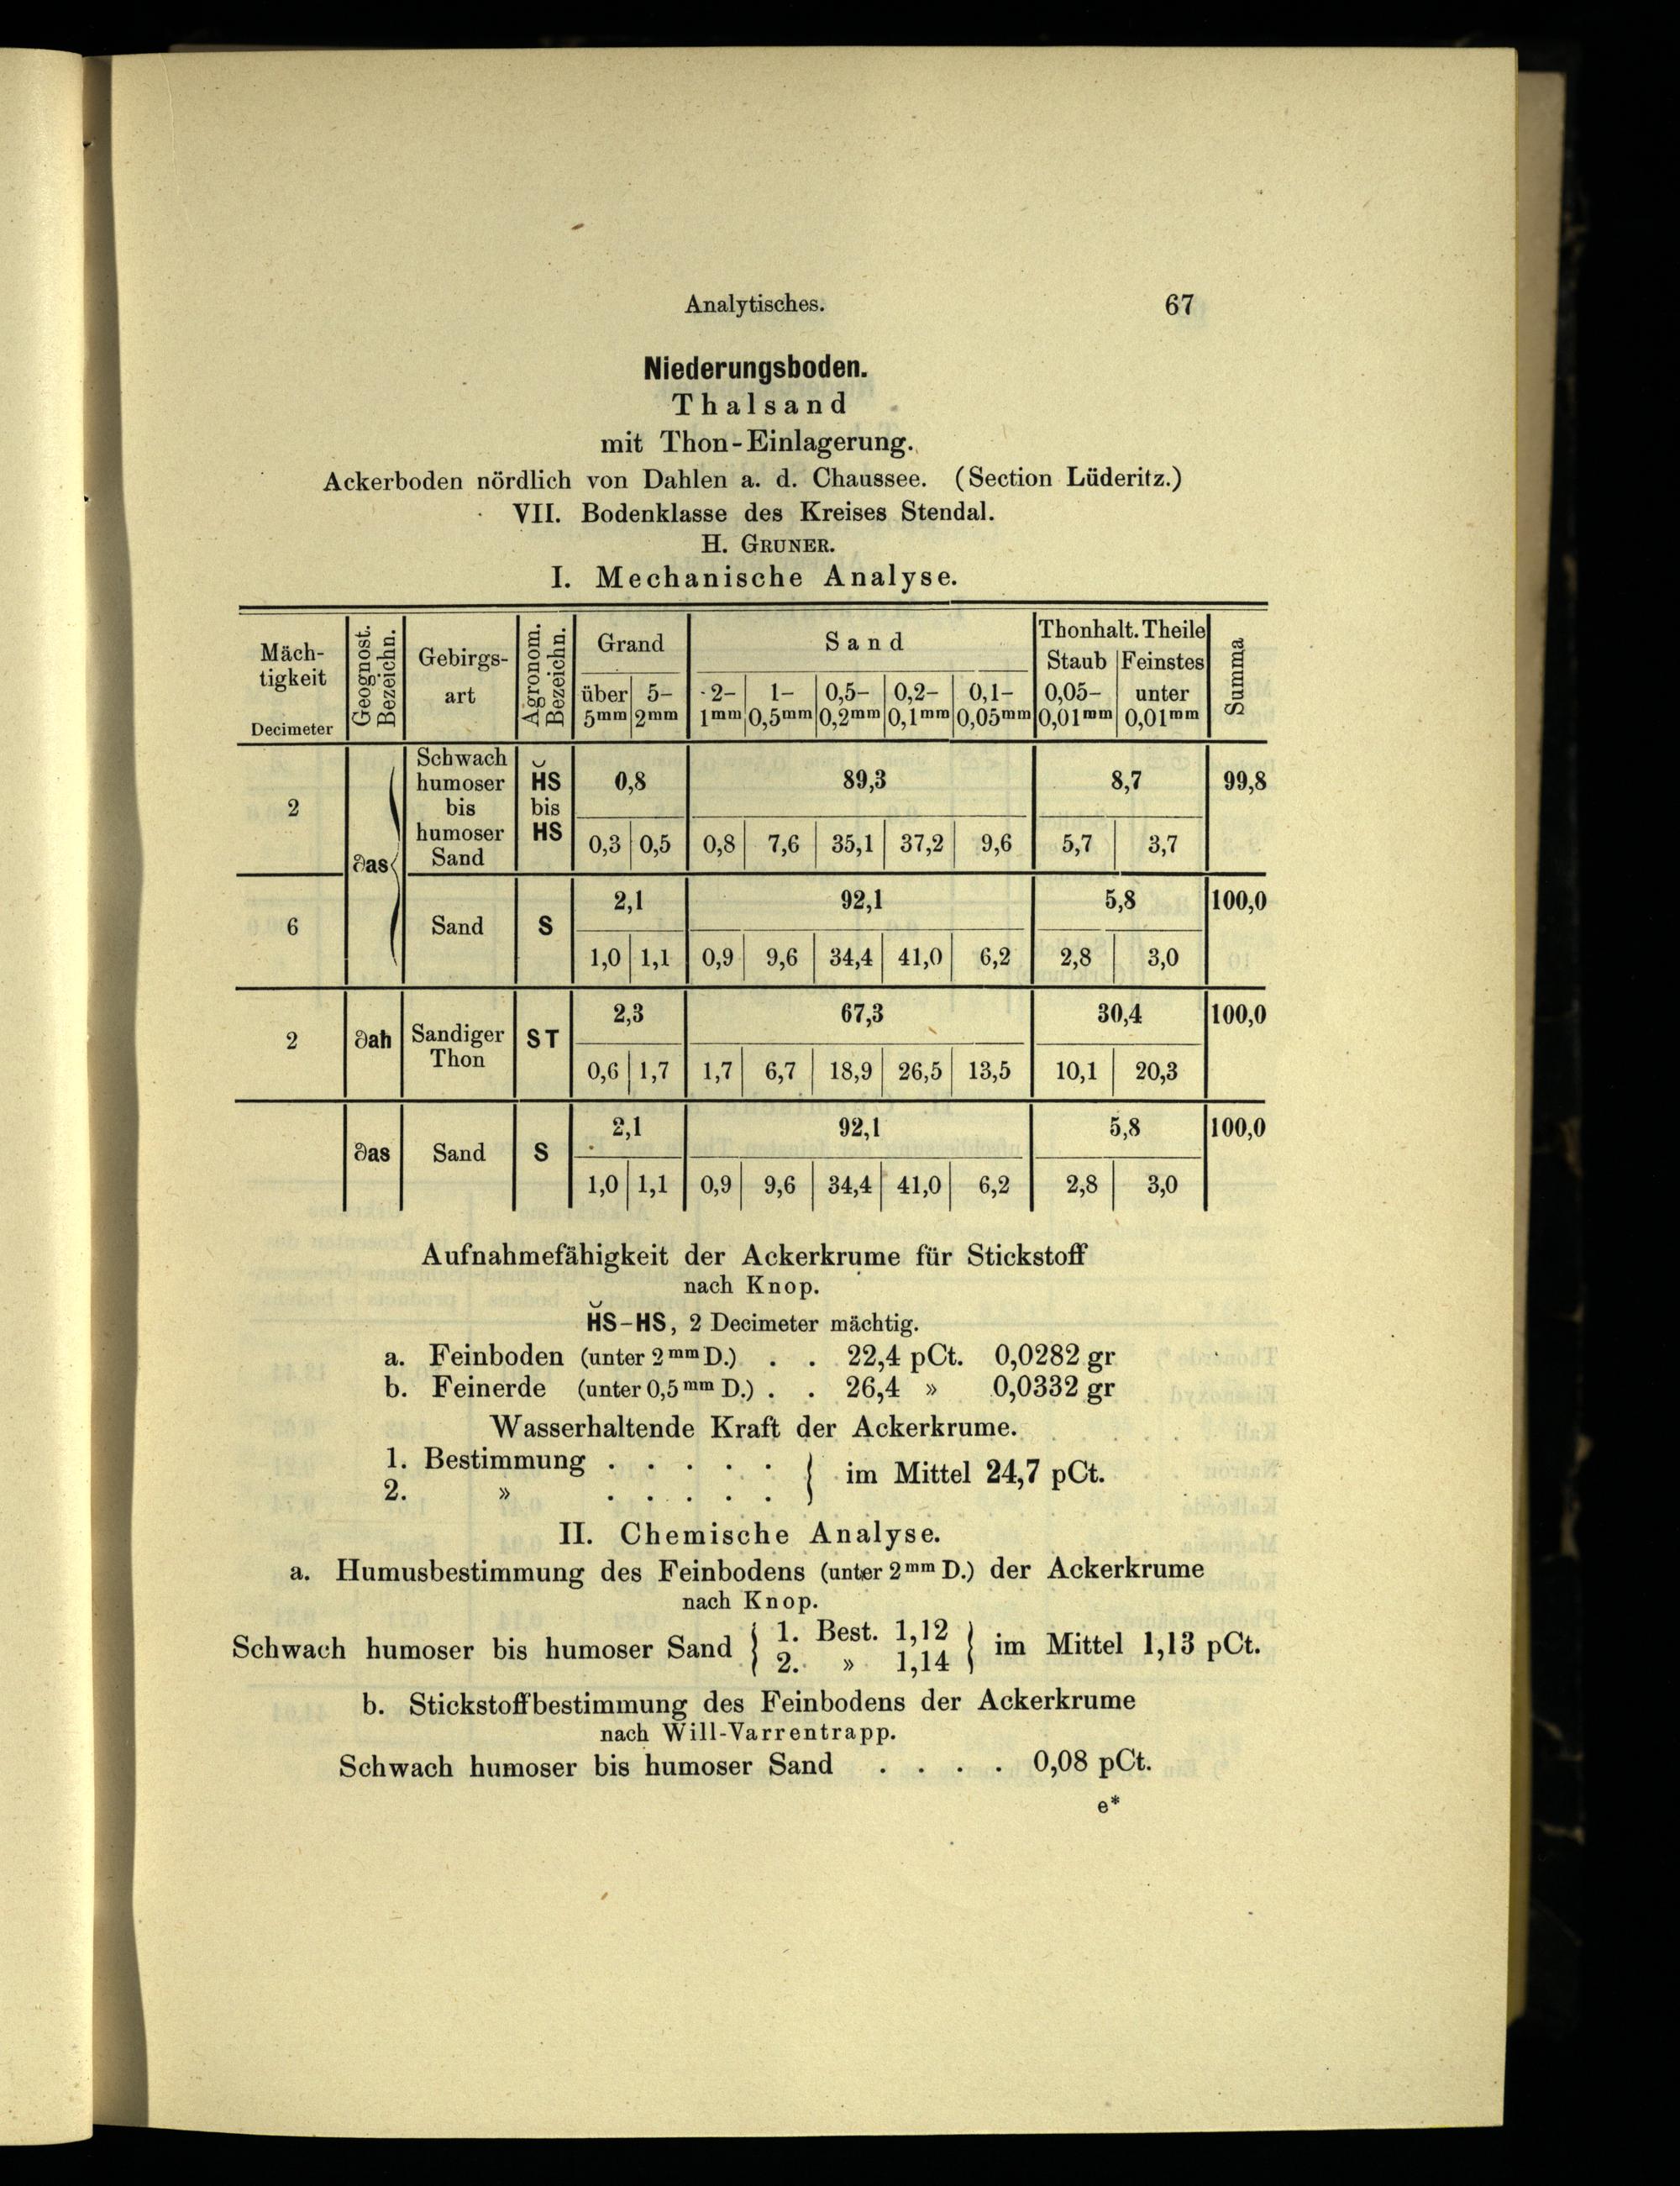 Analytisches. 67
Niederungsboden.
Thalsand
mit Thon-Einlagerung.
Ackerboden nördlich von Dahlen a. d. Chaussee. (Section Lüderitz.)
VII. Bodenklasse des Kreises Stendal.
H. GRUNER.
I. Mechanische Analyse.
Mäch-
tigkeit
Decimeter
Geognost.
Bezeichn.
Gebirgs-
art
Agronom.
Bezeichn.
Grand
über 5mm
5–2mm
Sand
2–1mm
1–0,5mm
0,5–0,2mm
0,2–0,1mm
0,1–0,05mm
Thonhalt. Theile
Staub
0,05–0,01mm
Feinstes
unter 0,01mm
Summa
2
∂as
Schwach
humoser
bis
humoser
Sand
H̆S
bis
HS
0,8 89,3 8,7 99,8
0,3 0,5 0,8 7,6 35,1 37,2 9,6 5,7 3,7
6 Sand S
2,1 92,1 5,8 100,0
1,0 1,1 0,9 9,6 34,4 41,0 6,2 2,8 3,0
2 ∂ah
Sandiger
Thon
ST
2,3 67,3 30,4 100,0
0,6 1,7 1,7 6,7 18,9 26,5 13,5 10,1 20,3
∂as Sand S
2,1 92,1 5,8 100,0
1,0 1,1 0,9 9,6 34,4 41,0 6,2 2,8 3,0
Aufnahmefähigkeit der Ackerkrume für Stickstoff
nach Knop.
H̆S–HS, 2 Decimeter mächtig.
a. Feinboden (unter 2mm D.) . . 22,4 pCt. 0,0282 gr
b. Feinerde (unter 0,5mm D.) . . 26,4 » 0,0332 gr
Wasserhaltende Kraft der Ackerkrume.
1. Bestimmung . . . . .
2. » . . . . . } im Mittel 24,7 pCt.
II. Chemische Analyse.
a. Humusbestimmung des Feinbodens (unter 2mm D.) der Ackerkrume
nach Knop.
Schwach humoser bis humoser Sand { 1. Best. 1,12
2. » 1,14 } im Mittel 1,13 pCt.
b. Stickstoffbestimmung des Feinbodens der Ackerkrume
nach Will-Varrentrapp.
Schwach humoser bis humoser Sand . . . . 0,08 pCt.
e*